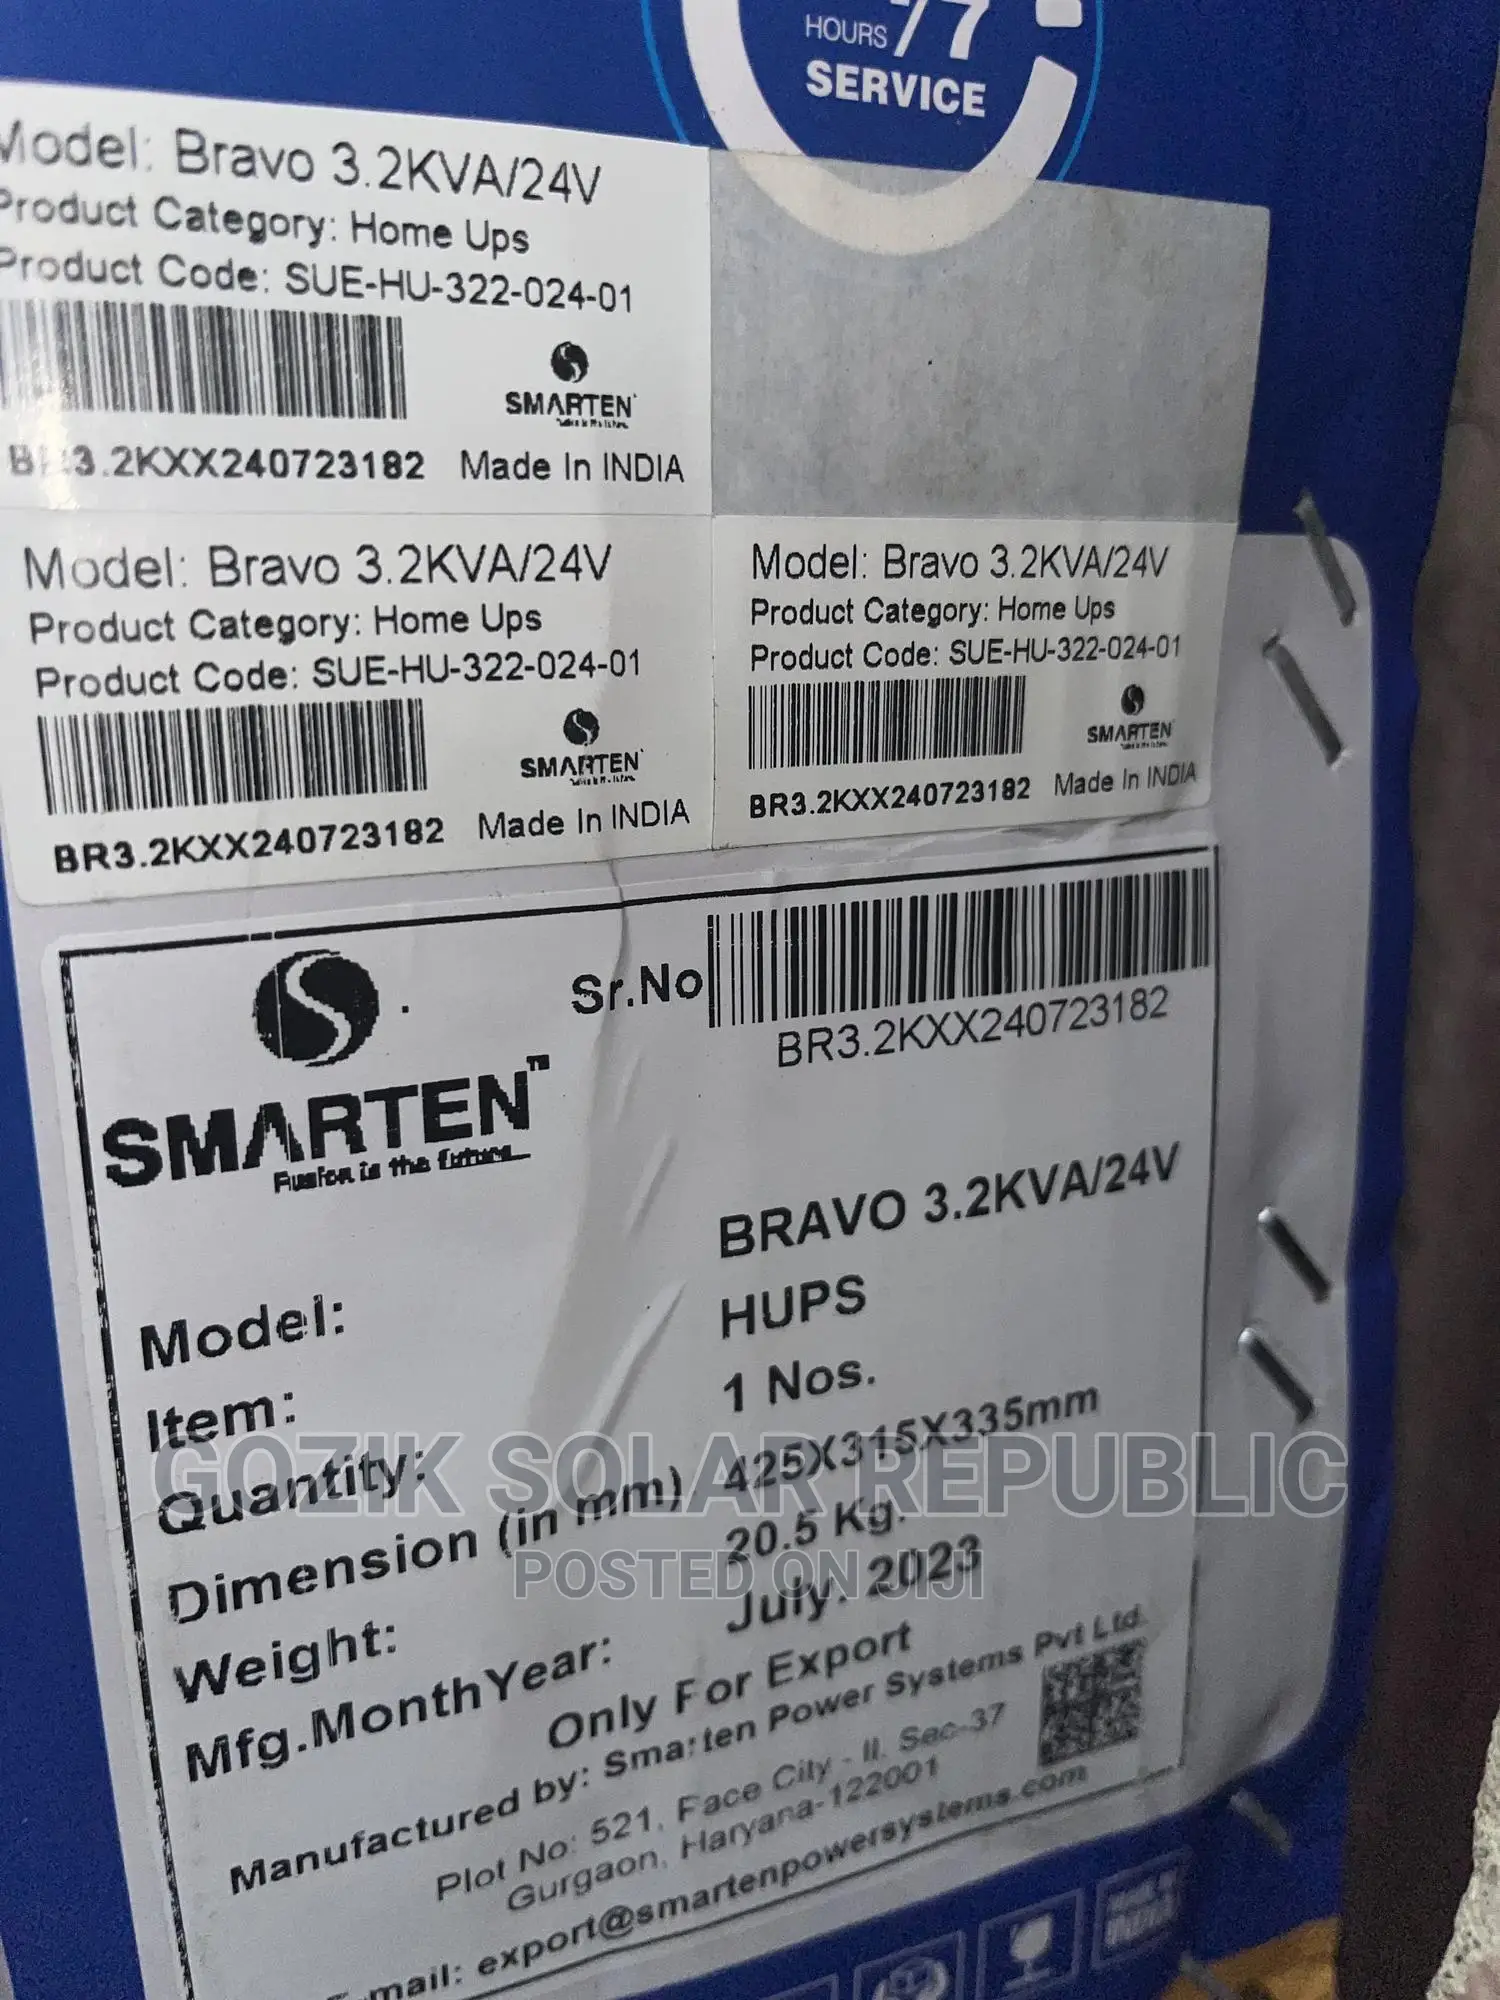 HOURS /7
SERVICE
Model: Bravo 3.2KVA/24V
Product Category: Home Ups
Product Code: SUE-HU-322-024-01
SMARTEN
3.2KXX240723182 Made In INDIA
Model: Bravo 3.2KVA/24V
Product Category: Home Ups
Product Code: SUE-HU-322-024-01
SMARTEN
BR3.2KXX240723182 Made In INDIA
Model: Bravo 3.2KVA/24V
Product Category: Home Ups
Product Code: SUE-HU-322-024-01
SMARTEN
BR3.2KXX240723182 Made In INDIA
Sr.No
BR3.2KXX240723182
SMARTEN™
Fusion is the future...
Model: BRAVO 3.2KVA/24V
Item: HUPS
Quantity: 1 Nos.
Dimension (in mm) 425X315X335mm
Weight: 20.5 Kg.
Mfg.MonthYear: July. 2023
Only For Export
Manufactured by: Smarten Power Systems Pvt Ltd.
Plot No: 521, Face City - II, Sec-37
Gurgaon, Haryana-122001
mail: export@smartenpowersystems.com
GOZIK SOLAR REPUBLIC
POSTED ON JIJI